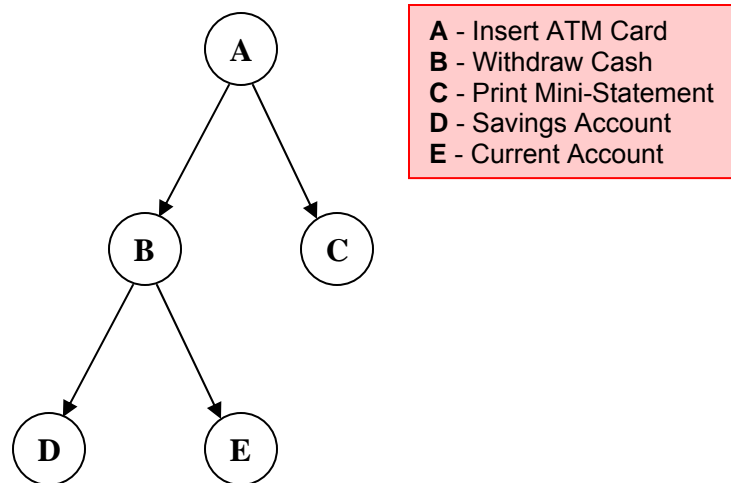 A
A - Insert ATM Card
B - Withdraw Cash
C - Print Mini-Statement
D - Savings Account
E - Current Account
B
C
D
E